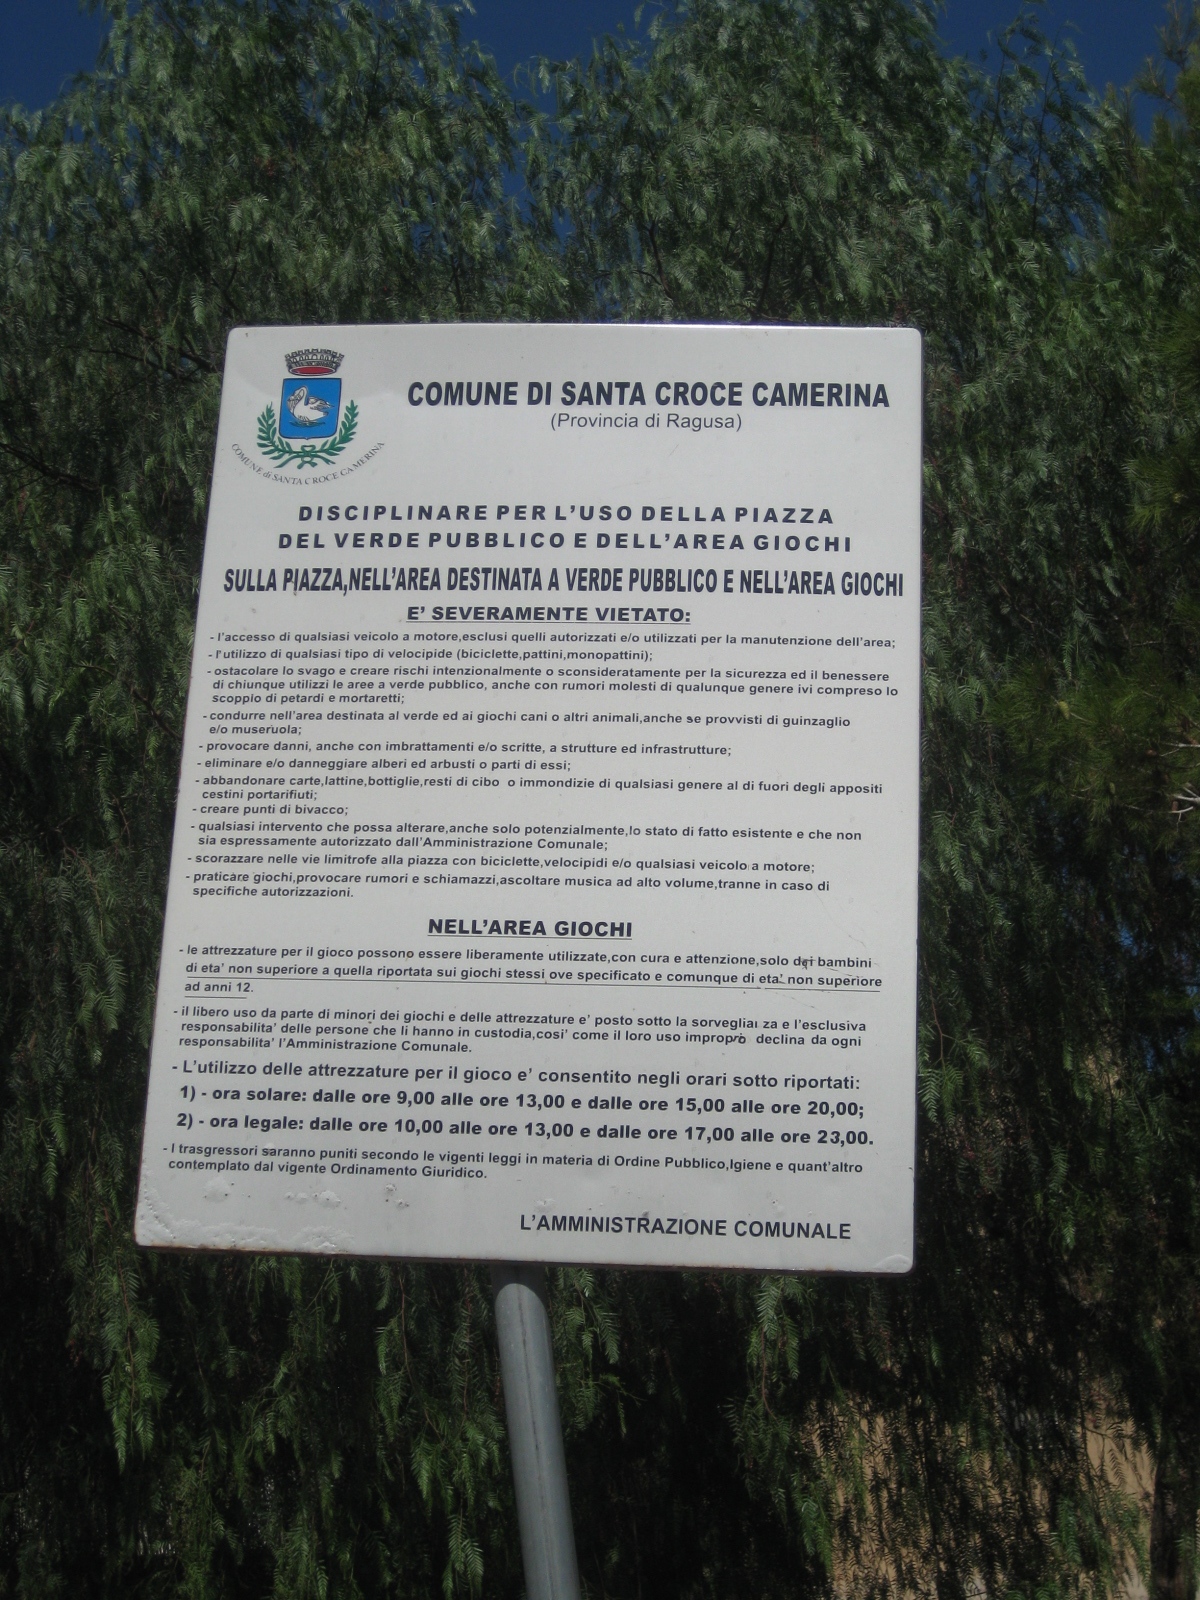 COMUNE di SANTA CROCE CAMERINA
COMUNE DI SANTA CROCE CAMERINA
(Provincia di Ragusa)
DISCIPLINARE PER L'USO DELLA PIAZZA
DEL VERDE PUBBLICO E DELL'AREA GIOCHI
SULLA PIAZZA,NELL'AREA DESTINATA A VERDE PUBBLICO E NELL'AREA GIOCHI
E' SEVERAMENTE VIETATO:
- l'accesso di qualsiasi veicolo a motore,esclusi quelli autorizzati e/o utilizzati per la manutenzione dell'area;
- l'utilizzo di qualsiasi tipo di velocipide (biciclette,pattini,monopattini);
- ostacolare lo svago e creare rischi intenzionalmente o sconsideratamente per la sicurezza ed il benessere
di chiunque utilizzi le aree a verde pubblico, anche con rumori molesti di qualunque genere ivi compreso lo
scoppio di petardi e mortaretti;
- condurre nell'area destinata al verde ed ai giochi cani o altri animali,anche se provvisti di guinzaglio
e/o museruola;
- provocare danni, anche con imbrattamenti e/o scritte, a strutture ed infrastrutture;
- eliminare e/o danneggiare alberi ed arbusti o parti di essi;
- abbandonare carte,lattine,bottiglie,resti di cibo o immondizie di qualsiasi genere al di fuori degli appositi
cestini portarifiuti;
- creare punti di bivacco;
- qualsiasi intervento che possa alterare,anche solo potenzialmente,lo stato di fatto esistente e che non
sia espressamente autorizzato dall'Amministrazione Comunale;
- scorazzare nelle vie limitrofe alla piazza con biciclette,velocipidi e/o qualsiasi veicolo a motore;
- praticare giochi,provocare rumori e schiamazzi,ascoltare musica ad alto volume,tranne in caso di
specifiche autorizzazioni.
NELL'AREA GIOCHI
- le attrezzature per il gioco possono essere liberamente utilizzate,con cura e attenzione,solo dai bambini
di eta' non superiore a quella riportata sui giochi stessi ove specificato e comunque di eta' non superiore
ad anni 12.
- il libero uso da parte di minori dei giochi e delle attrezzature e' posto sotto la sorveglianza e l'esclusiva
responsabilita' delle persone che li hanno in custodia,cosi' come il loro uso improprio declina da ogni
responsabilita' l'Amministrazione Comunale.
- L'utilizzo delle attrezzature per il gioco e' consentito negli orari sotto riportati:
1) - ora solare: dalle ore 9,00 alle ore 13,00 e dalle ore 15,00 alle ore 20,00;
2) - ora legale: dalle ore 10,00 alle ore 13,00 e dalle ore 17,00 alle ore 23,00.
- I trasgressori saranno puniti secondo le vigenti leggi in materia di Ordine Pubblico,Igiene e quant'altro
contemplato dal vigente Ordinamento Giuridico.
L'AMMINISTRAZIONE COMUNALE